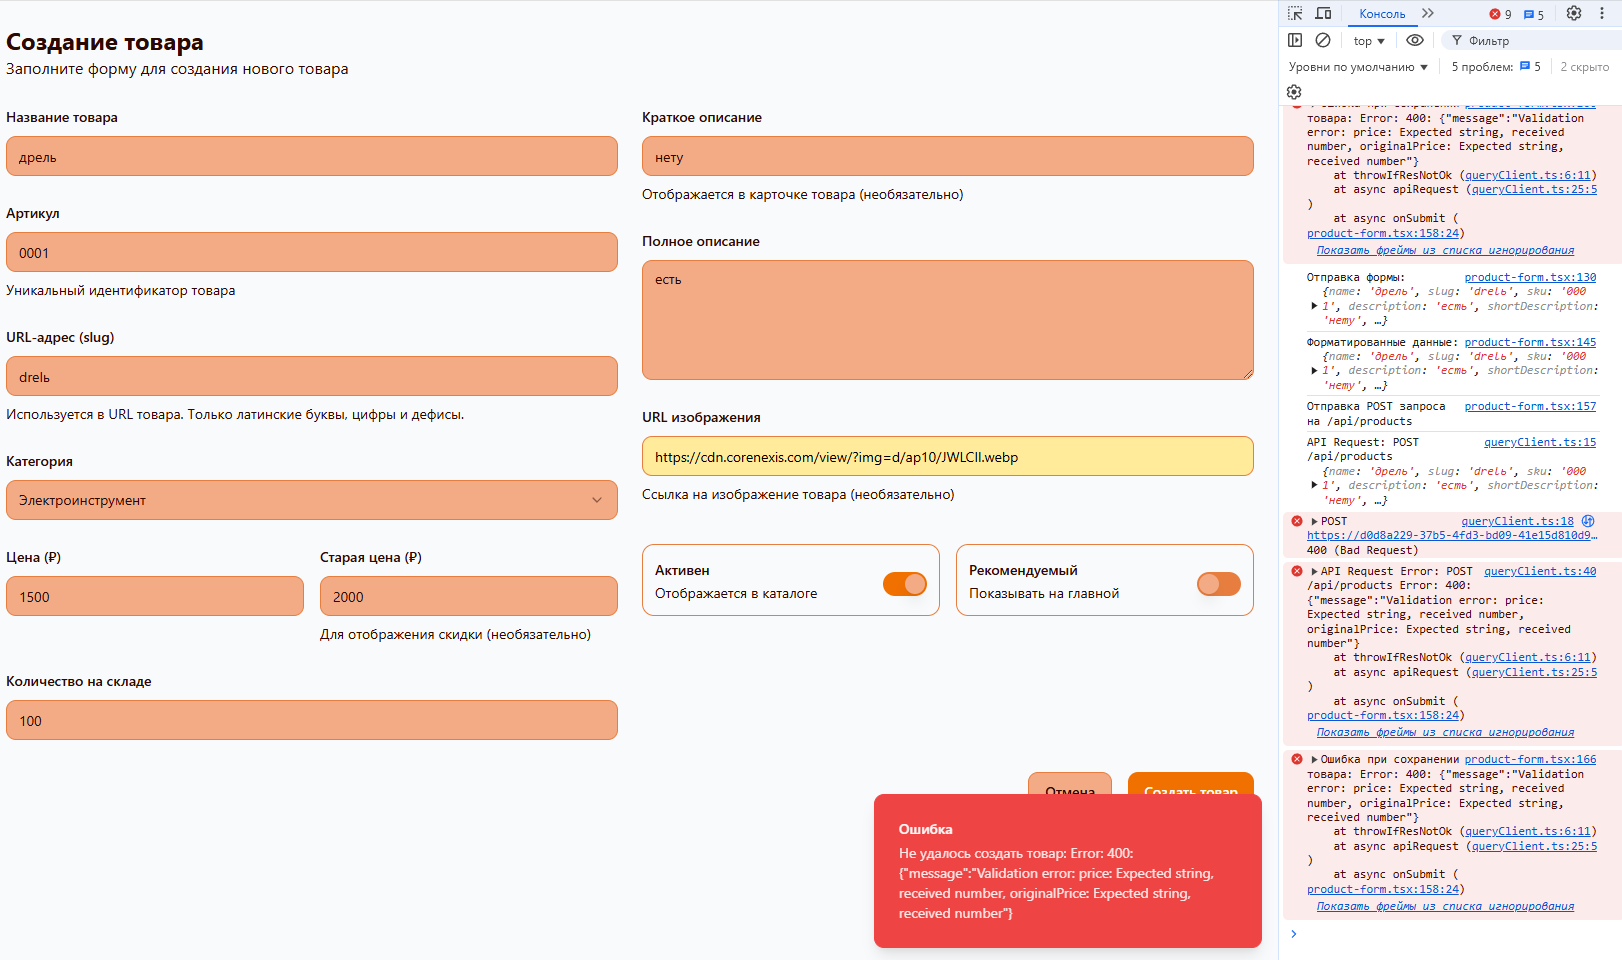 Создание товара
Заполните форму для создания нового товара
Название товара
дрель
Артикул
0001
Уникальный идентификатор товара
URL-адрес (slug)
drelь
Используется в URL товара. Только латинские буквы, цифры и дефисы.
Категория
Электроинструмент
Цена (₽)
1500
Старая цена (₽)
2000
Для отображения скидки (необязательно)
Количество на складе
100
Краткое описание
нету
Отображается в карточке товара (необязательно)
Полное описание
есть
URL изображения
https://cdn.corenexis.com/view/?img=d/ap10/JWLCIl.webp
Ссылка на изображение товара (необязательно)
Активен
Отображается в каталоге
Рекомендуемый
Показывать на главной
Отмена
Создать товар
Ошибка
Не удалось создать товар: Error: 400:
{"message":"Validation error: price: Expected string,
received number, originalPrice: Expected string,
received number"}
Консоль
9
5
top
Фильтр
Уровни по умолчанию
5 проблем:
5
2 скрыто
товара: Error: 400: {"message":"Validation
error: price: Expected string, received
number, originalPrice: Expected string,
received number"}
at throwIfResNotOk (queryClient.ts:6:11)
at async apiRequest (queryClient.ts:25:5
)
at async onSubmit (
product-form.tsx:158:24)
Показать фреймы из списка игнорирования
Отправка формы: product-form.tsx:130
{name: 'дрель', slug: 'drelь', sku: '000
1', description: 'есть', shortDescription:
'нету', …}
Форматированные данные: product-form.tsx:145
{name: 'дрель', slug: 'drelь', sku: '000
1', description: 'есть', shortDescription:
'нету', …}
Отправка POST запроса product-form.tsx:157
на /api/products
API Request: POST queryClient.ts:15
/api/products
{name: 'дрель', slug: 'drelь', sku: '000
1', description: 'есть', shortDescription:
'нету', …}
POST queryClient.ts:18
https://d0d8a229-37b5-4fd3-bd09-41e15d810d9…
400 (Bad Request)
API Request Error: POST queryClient.ts:40
/api/products Error: 400:
{"message":"Validation error: price:
Expected string, received number,
originalPrice: Expected string, received
number"}
at throwIfResNotOk (queryClient.ts:6:11)
at async apiRequest (queryClient.ts:25:5
)
at async onSubmit (
product-form.tsx:158:24)
Показать фреймы из списка игнорирования
Ошибка при сохранении product-form.tsx:166
товара: Error: 400: {"message":"Validation
error: price: Expected string, received
number, originalPrice: Expected string,
received number"}
at throwIfResNotOk (queryClient.ts:6:11)
at async apiRequest (queryClient.ts:25:5
)
at async onSubmit (
product-form.tsx:158:24)
Показать фреймы из списка игнорирования